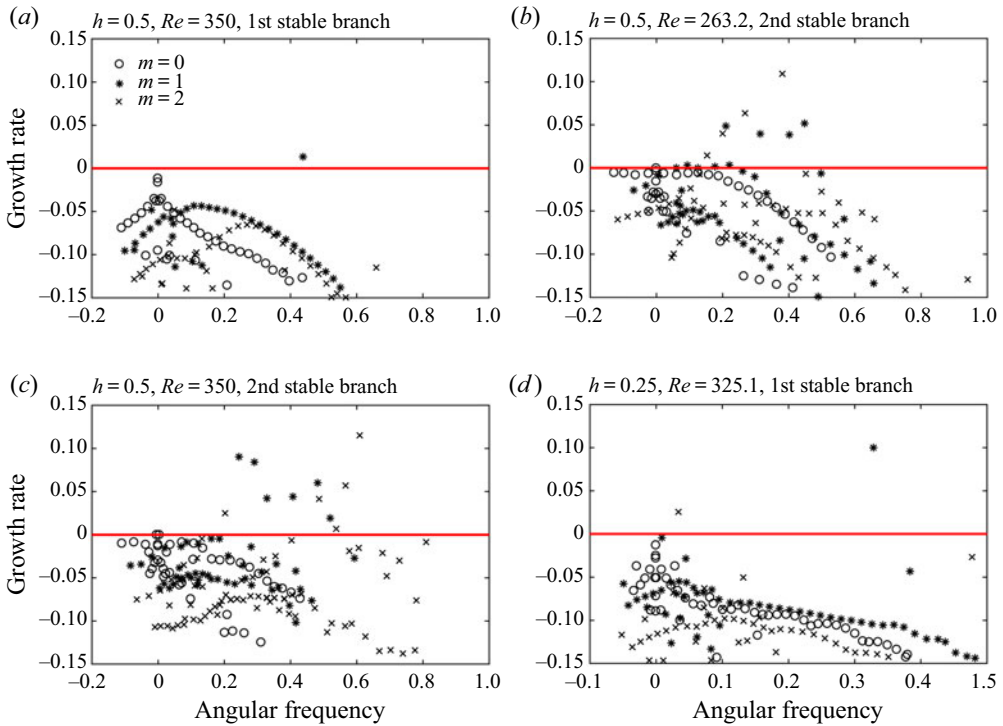 (a) h = 0.5, Re = 350, 1st stable branch
0.15
0.10
0.05
0
−0.05
−0.10
−0.15
Growth rate
m = 0
m = 1
m = 2
−0.2 0 0.2 0.4 0.6 0.8 1.0
(b) h = 0.5, Re = 263.2, 2nd stable branch
0.15
0.10
0.05
0
−0.05
−0.10
−0.15
−0.2 0 0.2 0.4 0.6 0.8 1.0
(c) h = 0.5, Re = 350, 2nd stable branch
0.15
0.10
0.05
0
−0.05
−0.10
−0.15
Growth rate
−0.2 0 0.2 0.4 0.6 0.8 1.0
Angular frequency
(d) h = 0.25, Re = 325.1, 1st stable branch
0.15
0.10
0.05
0
−0.05
−0.10
−0.15
−0.1 0 0.1 0.2 0.3 0.4 1.5
Angular frequency